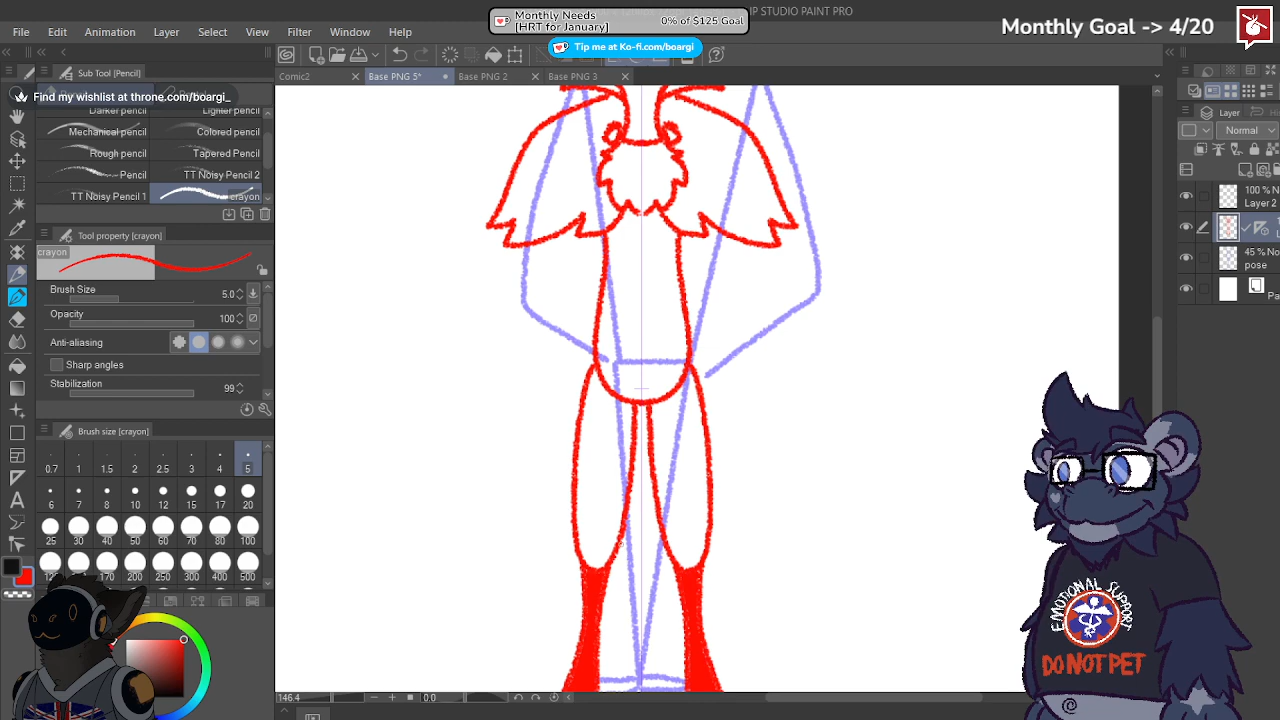 Monthly Needs
[HRT for January]
0% of $125 Goal
IP STUDIO PAINT PRO
Tip me at Ko-fi.com/boargi
Monthly Goal -> 4/20
File Edit Animation Layer Select View Filter Window Help
Sub Tool [Pencil]
Find my wishlist at throne.com/boargi_
Comic2
Base PNG 5*
Base PNG 2
Base PNG 3
Darker pencil
Lighter pencil
Mechanical pencil
Colored pencil
Rough pencil
Tapered Pencil
Pencil
TT Noisy Pencil 2
TT Noisy Pencil 1
crayon
Tool property [crayon]
crayon
Brush Size 5.0
Opacity 100
Anti-aliasing
Sharp angles
Stabilization 99
Brush size [crayon]
0.7 1 1.5 2 2.5 3 4 5
6 7 8 10 12 15 17 20
25 30 40 50 60 70 80 100
170 200 250 300 400 500
Layer
Normal
100 % N
Layer 2
45 % No
pose
Pa
146.4
0.0
EMOTIONAL SUPPORT
DO NOT PET